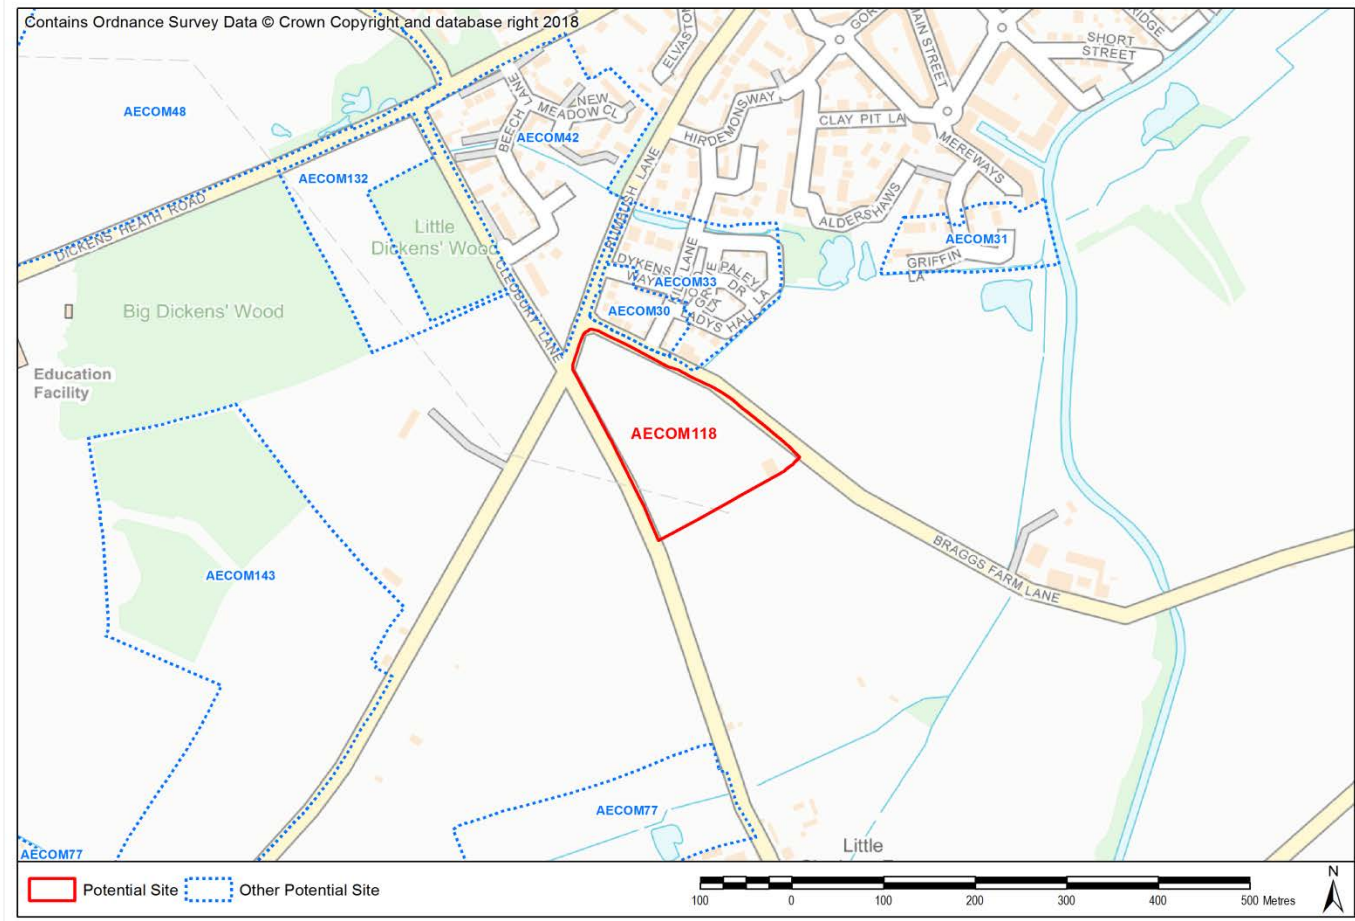 Contains Ordnance Survey Data © Crown Copyright and database right 2018
ELVASTON
MAIN STREET
SHORT
STREET
AECOM48
BEECH LANE
NEW
MEADOW CL
AECOM42
HIRDEMONSWAY
CLAY PIT LA
MEREWAYS
AECOM132
DICKENS HEATH ROAD
Little
Dickens' Wood
CLEOBURY LANE
ALDERSHAWS
AECOM31
GRIFFIN
LA
DYKENS
WAY
LANE
PALEY
DR
AECOM33
AECOM30
LADYS HALL LA
Big Dickens' Wood
Education
Facility
AECOM118
AECOM143
BRAGGS FARM LANE
AECOM77
AECOM77
Little
Potential Site
Other Potential Site
100 0 100 200 300 400 500 Metres
N